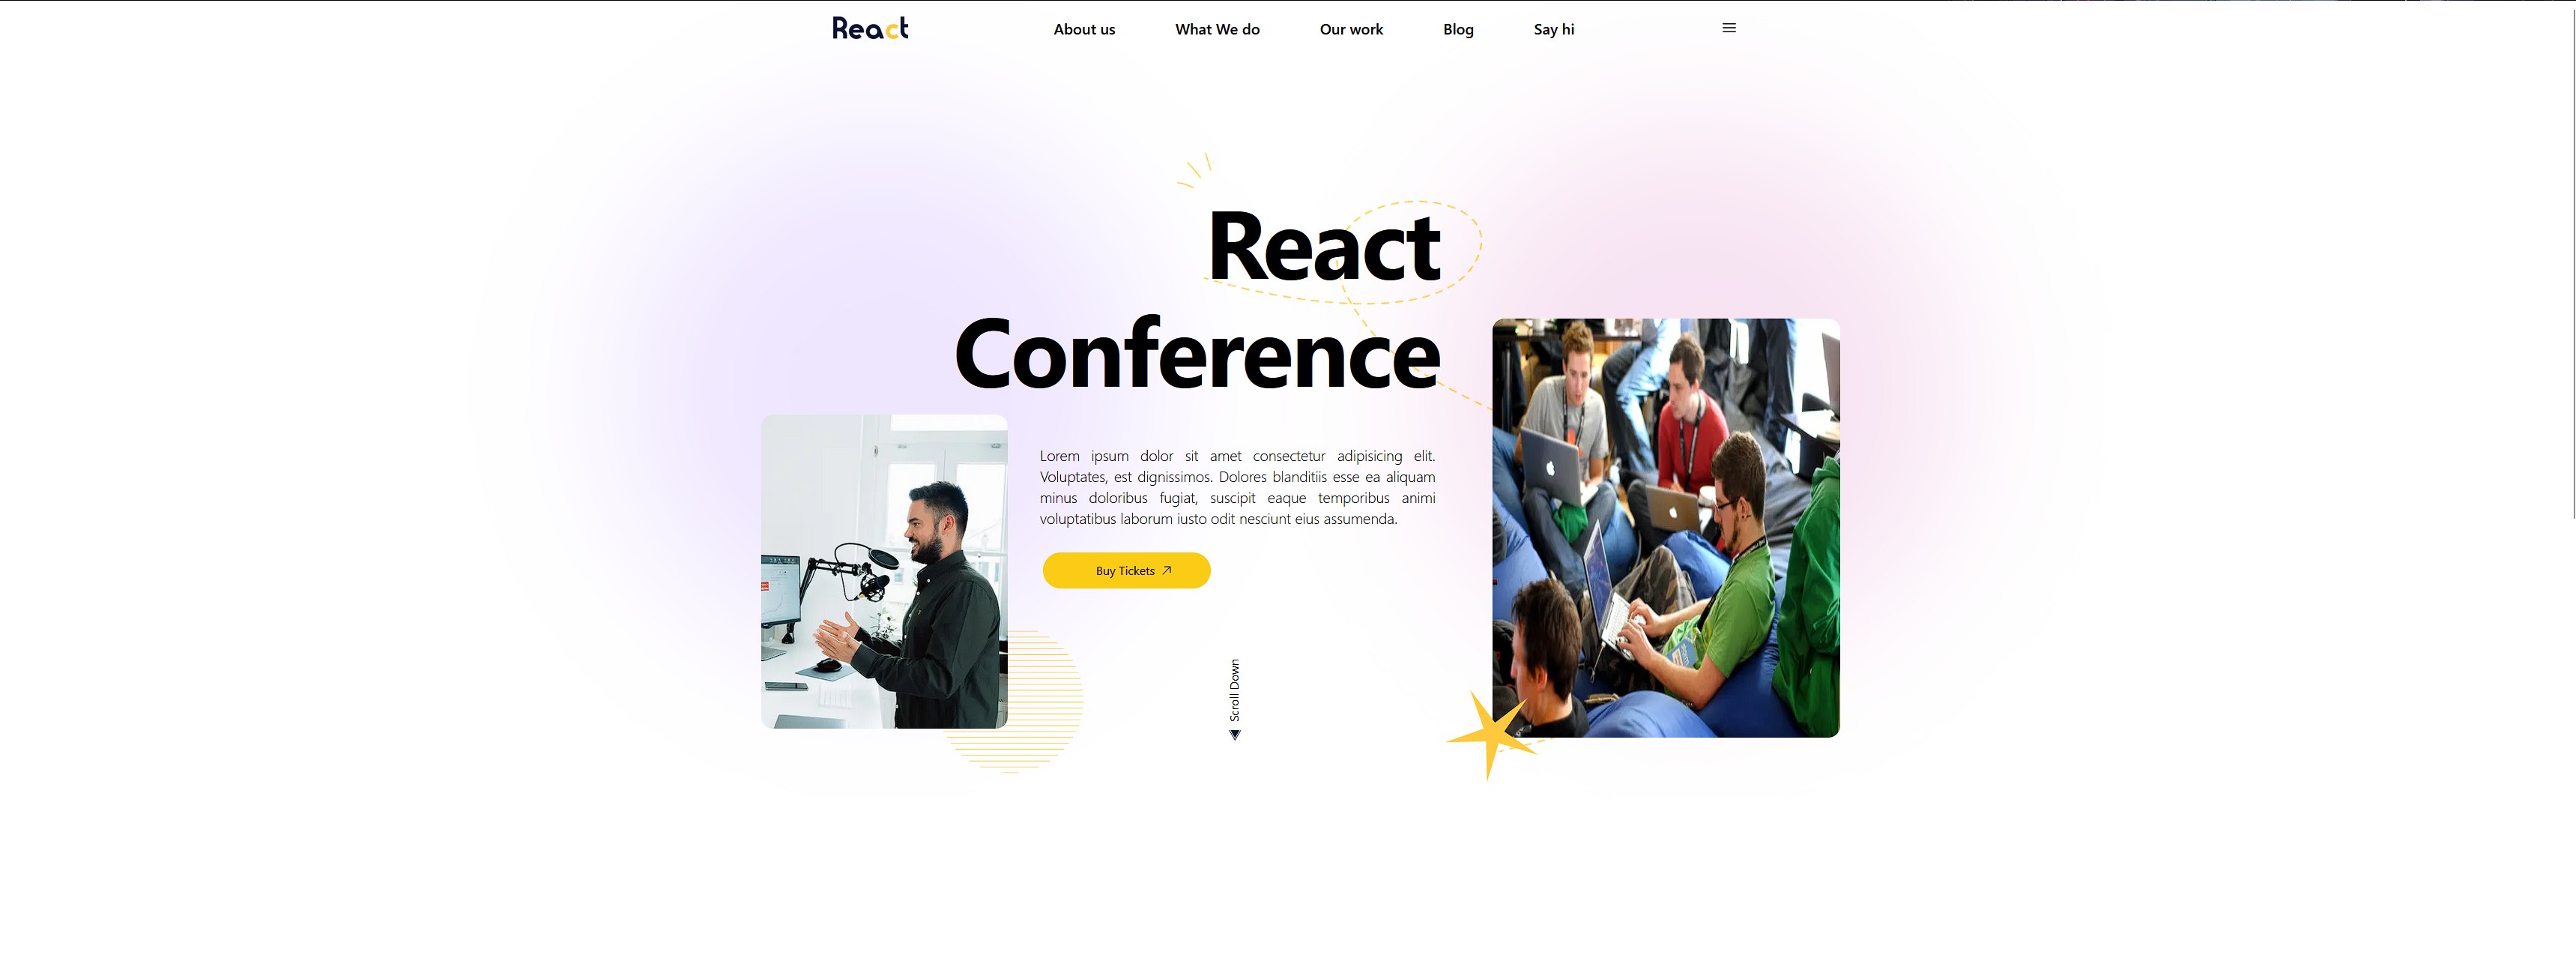 React
About us
What We do
Our work
Blog
Say hi
React
Conference
Lorem ipsum dolor sit amet consectetur adipisicing elit.
Voluptates, est dignissimos. Dolores blanditiis esse ea aliquam
minus doloribus fugiat, suscipit eaque temporibus animi
voluptatibus laborum iusto odit nesciunt eius assumenda.
Buy Tickets
Scroll Down